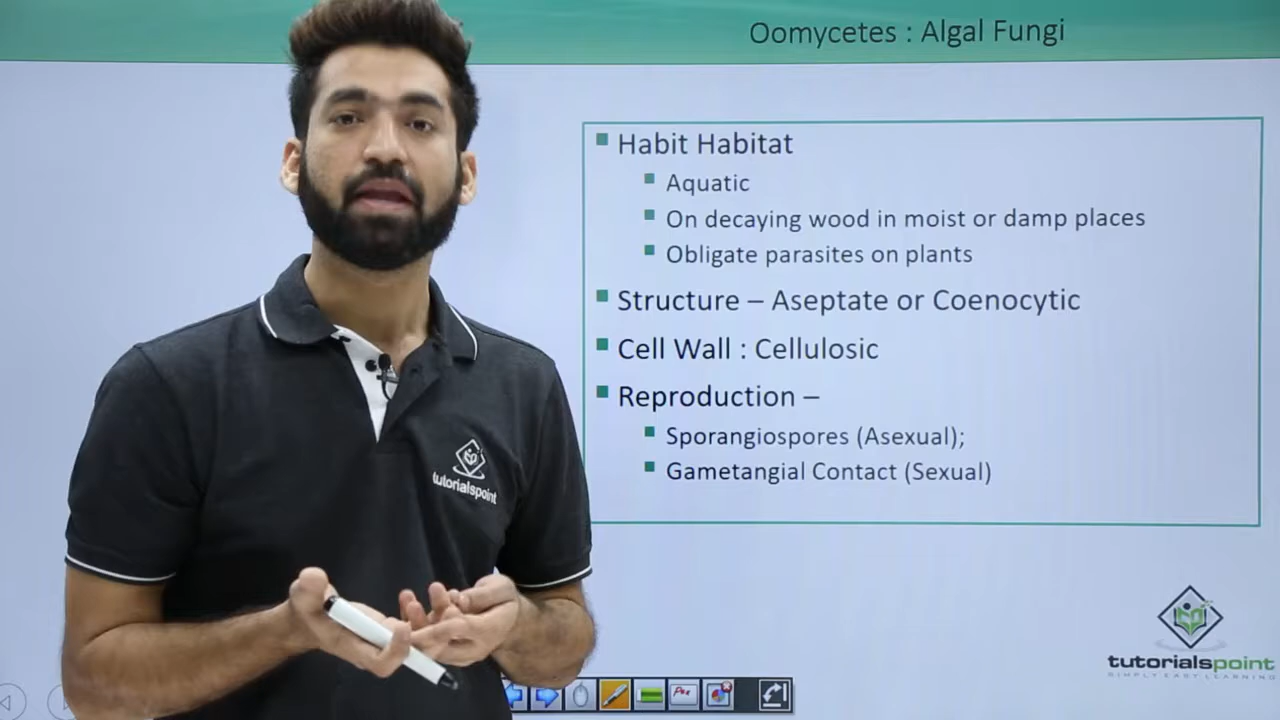 Oomycetes : Algal Fungi
Habit Habitat
Aquatic
On decaying wood in moist or damp places
Obligate parasites on plants
Structure – Aseptate or Coenocytic
Cell Wall : Cellulosic
Reproduction –
Sporangiospores (Asexual);
Gametangial Contact (Sexual)
tutorialspoint
tutorialspoint
SIMPLY EASY LEARNING
Pen